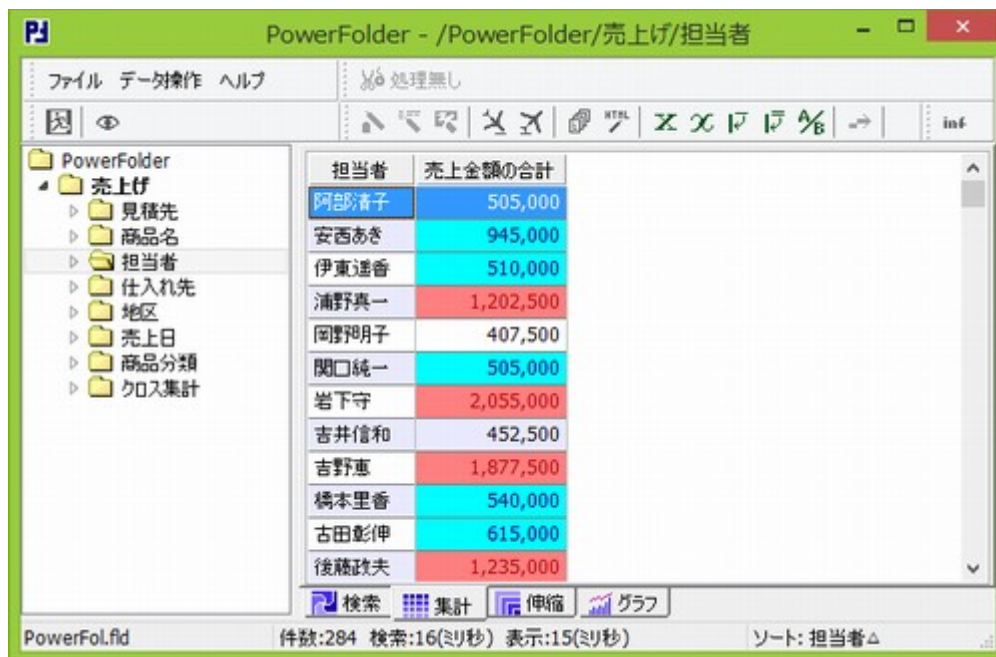 PowerFolder - /PowerFolder/売上げ/担当者
ファイル データ操作 ヘルプ 処理無し
HTML inf
PowerFolder
売上げ
見積先
商品名
担当者
仕入れ先
地区
売上日
商品分類
クロス集計
担当者 売上金額の合計
阿部済子 505,000
安西あき 945,000
伊東遥香 510,000
浦野真一 1,202,500
岡野明子 407,500
関口純一 505,000
岩下守 2,055,000
吉井信和 452,500
吉野恵 1,877,500
橋本里香 540,000
古田彰伸 615,000
後藤政夫 1,235,000
検索 集計 伸縮 グラフ
PowerFol.fld 件数:284 検索:16(ミリ秒) 表示:15(ミリ秒) ソート: 担当者△